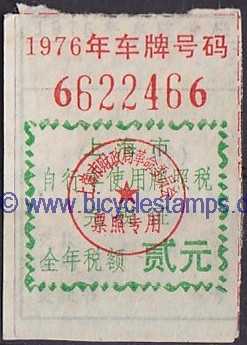 1976年车牌号码
6622466
上海市
自行车使用牌照税
© www.bicyclestamps.com
票照专用
全年税额 贰元